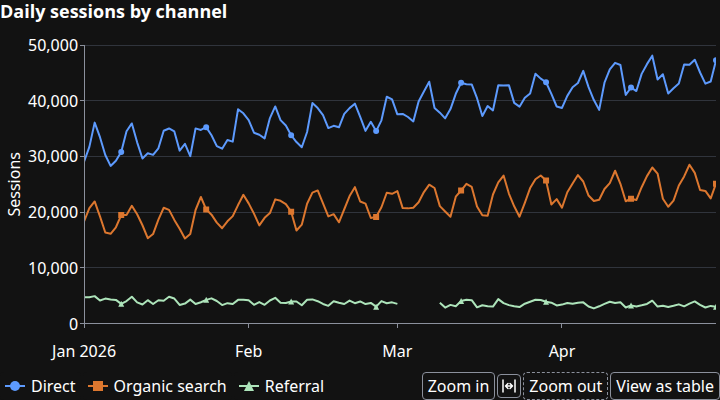 Daily sessions by channel
Sessions
50,000
40,000
30,000
20,000
10,000
0
Jan 2026 Feb Mar Apr
Direct Organic search Referral Zoom in Zoom out View as table